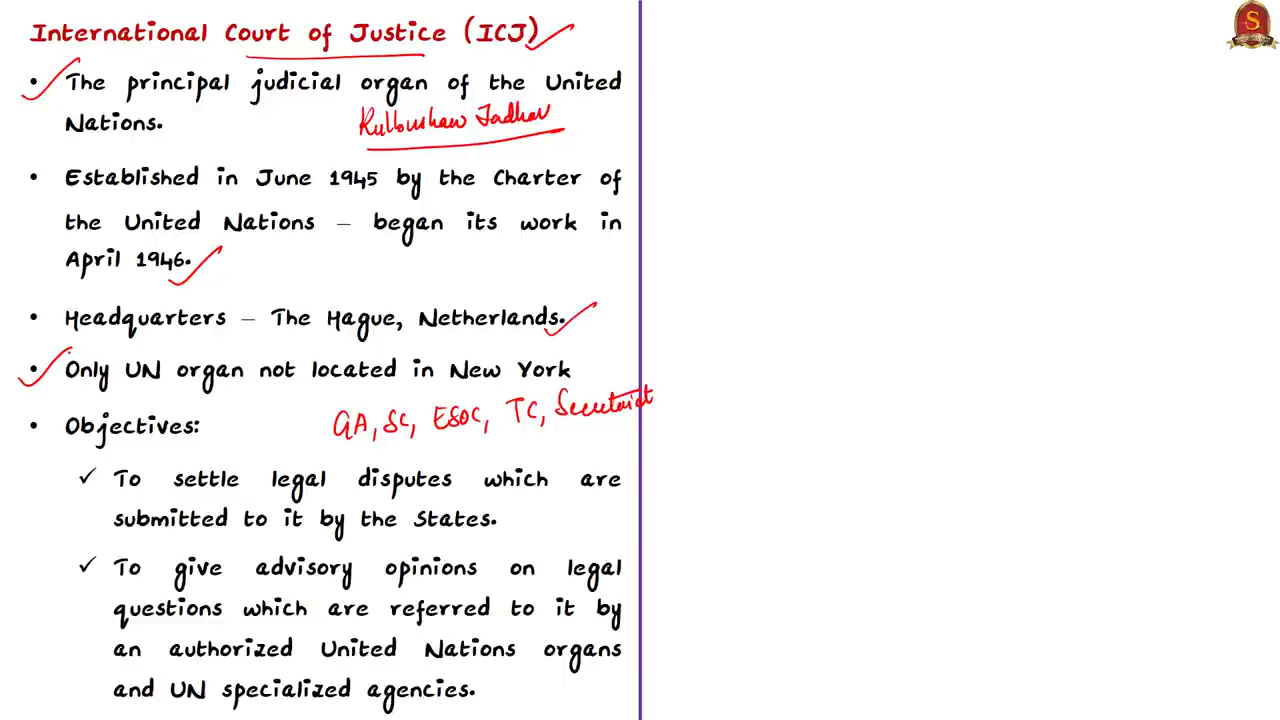 International Court of Justice (ICJ)
• The principal judicial organ of the United
Nations.
Kulbushaw Jadhav
• Established in June 1945 by the Charter of
the United Nations – began its work in
April 1946.
• Headquarters – The Hague, Netherlands.
• Only UN organ not located in New York
GA, SC, ESOC, TC, Secretariat
• Objectives:
✓ To settle legal disputes which are
submitted to it by the States.
✓ To give advisory opinions on legal
questions which are referred to it by
an authorized United Nations organs
and UN specialized agencies.
S